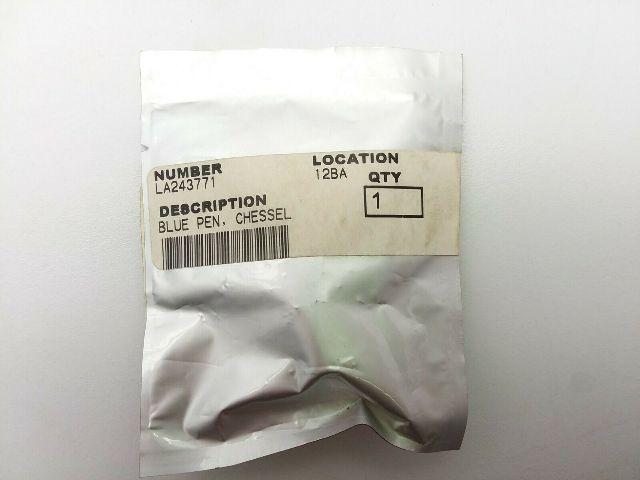 NUMBER
LA243771
LOCATION
12BA
QTY
1
DESCRIPTION
BLUE PEN, CHESSEL